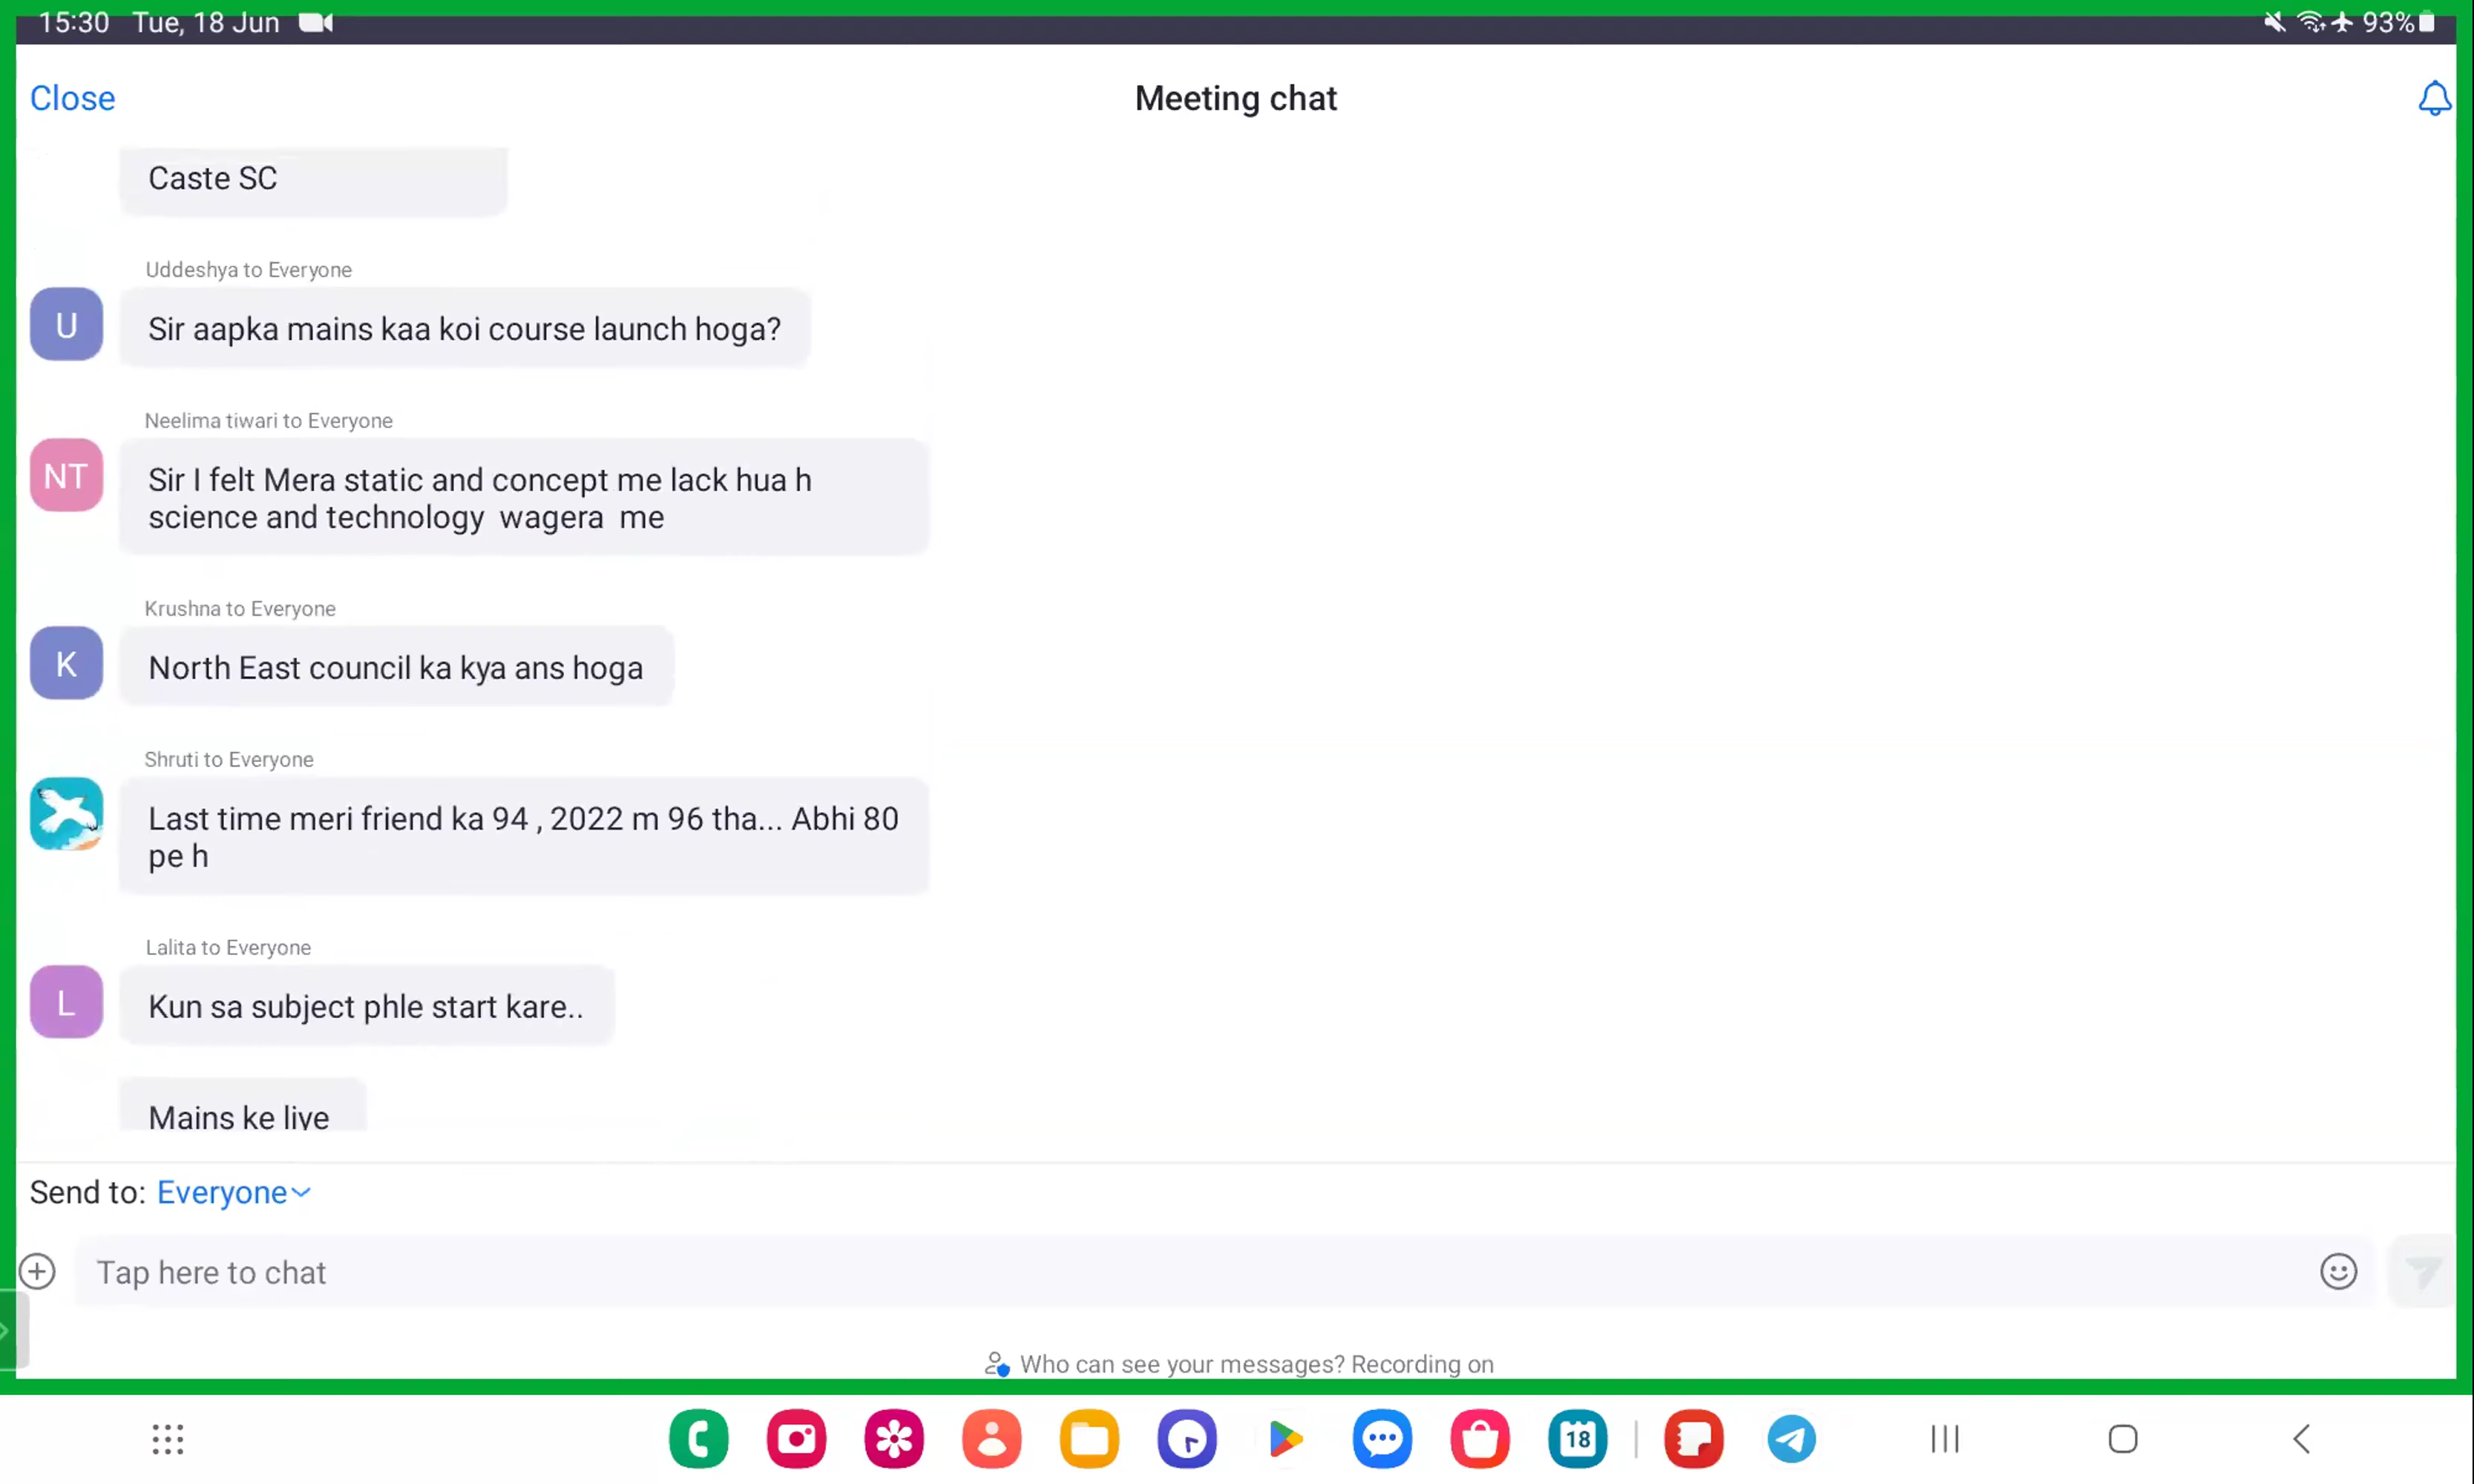 15:30 Tue, 18 Jun 93%
Close Meeting chat
Caste SC
Uddeshya to Everyone
U
Sir aapka mains kaa koi course launch hoga?
Neelima tiwari to Everyone
NT
Sir I felt Mera static and concept me lack hua h
science and technology wagera me
Krushna to Everyone
K
North East council ka kya ans hoga
Shruti to Everyone
Last time meri friend ka 94 , 2022 m 96 tha... Abhi 80
pe h
Lalita to Everyone
L
Kun sa subject phle start kare..
Mains ke live
Send to: Everyone
Tap here to chat
Who can see your messages? Recording on
18